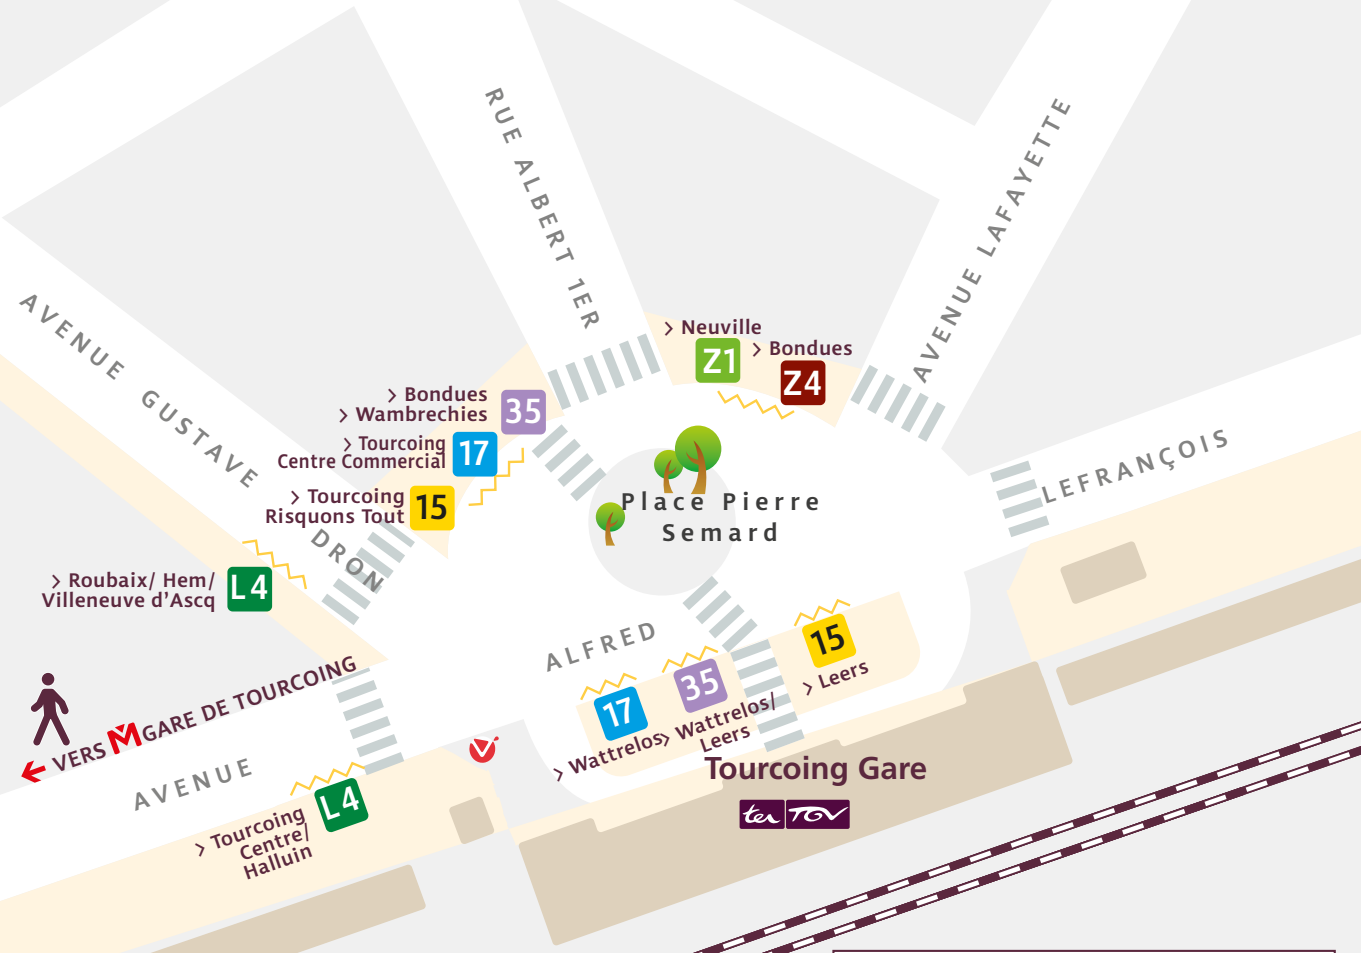 RUE ALBERT 1ER
AVENUE LAFAYETTE
AVENUE GUSTAVE DRON
> Neuville
Z1
> Bondues
Z4
> Bondues
> Wambrechies
35
> Tourcoing
Centre Commercial
17
> Tourcoing
Risquons Tout
15
Place Pierre
Semard
> Roubaix/ Hem/
Villeneuve d'Ascq
L4
AVENUE ALFRED LEFRANÇOIS
← VERS M GARE DE TOURCOING
15
> Leers
35
> Wattrelos/
Leers
17
> Wattrelos
L4
> Tourcoing
Centre/
Halluin
Tourcoing Gare
ter TGV